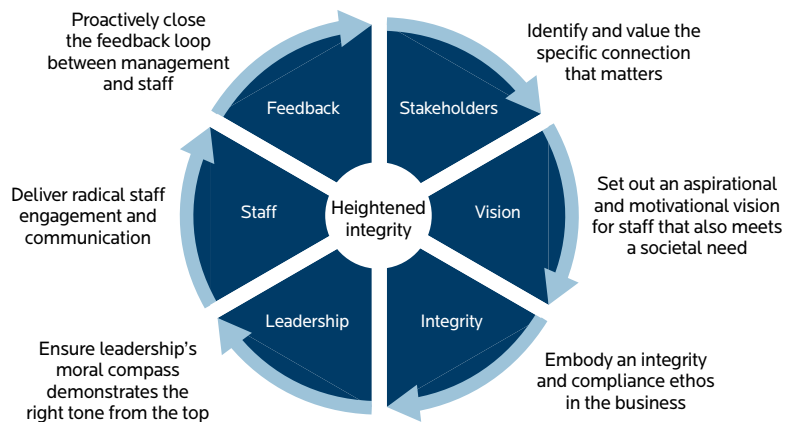 Proactively close
the feedback loop
between management
and staff
Identify and value the
specific connection
that matters
Feedback
Stakeholders
Deliver radical staff
engagement and
communication
Staff
Heightened
integrity
Vision
Set out an aspirational
and motivational vision
for staff that also meets
a societal need
Leadership
Integrity
Ensure leadership's
moral compass
demonstrates the
right tone from the top
Embody an integrity
and compliance ethos
in the business